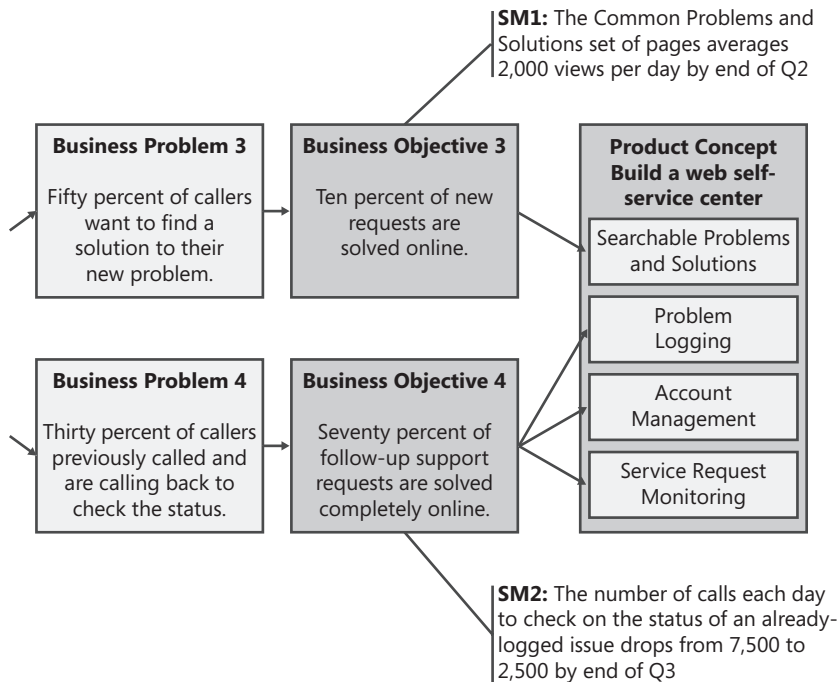 SM1: The Common Problems and
Solutions set of pages averages
2,000 views per day by end of Q2
Business Problem 3
Fifty percent of callers
want to find a
solution to their
new problem.
Business Objective 3
Ten percent of new
requests are
solved online.
Product Concept
Build a web self-
service center
Searchable Problems
and Solutions
Problem
Logging
Account
Management
Service Request
Monitoring
Business Problem 4
Thirty percent of callers
previously called and
are calling back to
check the status.
Business Objective 4
Seventy percent of
follow-up support
requests are solved
completely online.
SM2: The number of calls each day
to check on the status of an already-
logged issue drops from 7,500 to
2,500 by end of Q3